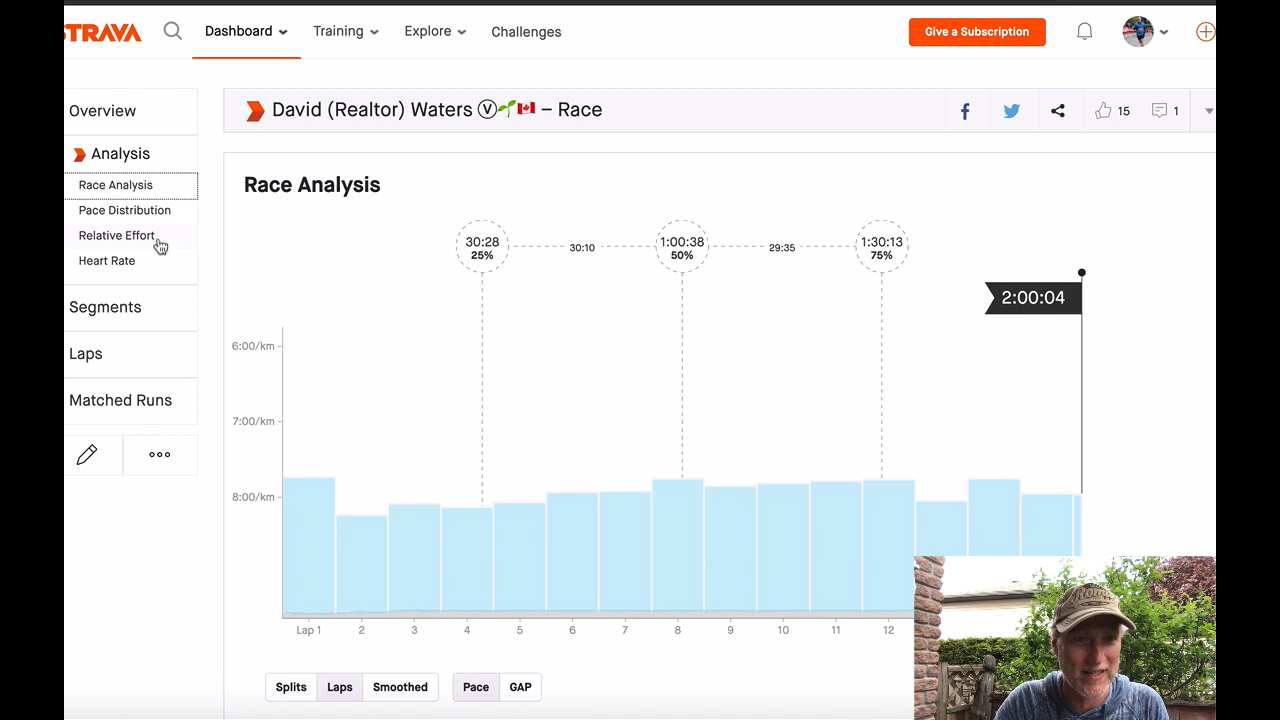 STRAVA Dashboard Training Explore Challenges Give a Subscription
Overview
David (Realtor) Waters Ⓥ🌱🇨🇦 – Race 15 1
Analysis
Race Analysis
Race Analysis
Pace Distribution
Relative Effort
Heart Rate
30:28 25% 30:10 1:00:38 50% 29:35 1:30:13 75%
2:00:04
Segments
Laps
Matched Runs
6:00/km
7:00/km
8:00/km
Lap 1 2 3 4 5 6 7 8 9 10 11 12
Splits Laps Smoothed Pace GAP